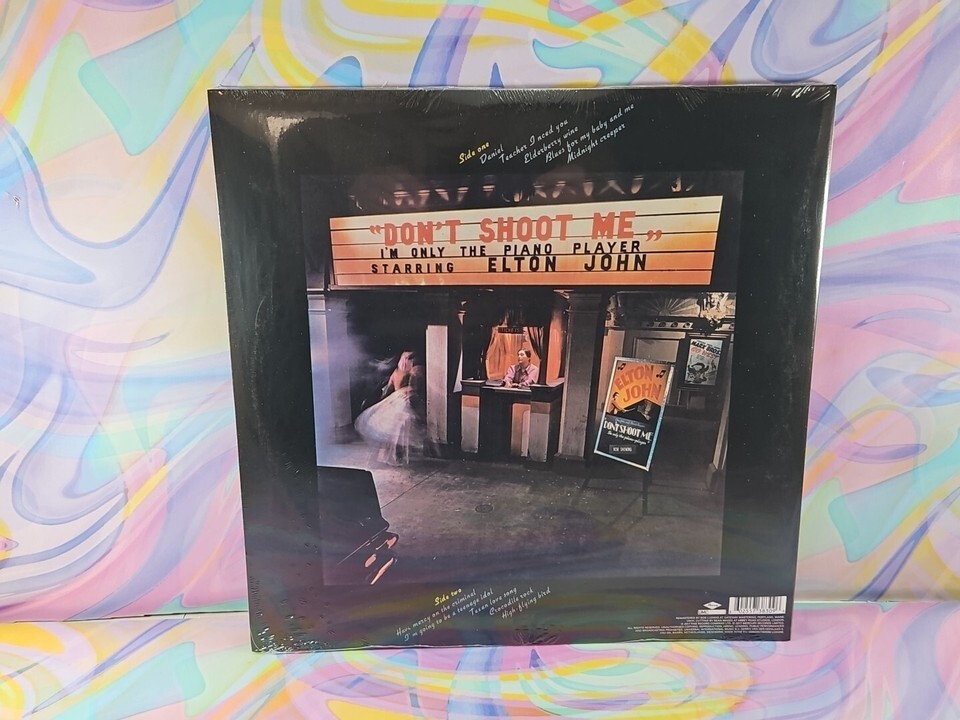 Side one
Daniel
Teacher I need you
Elderberry wine
Blues for my baby and me
Midnight creeper
"DON'T SHOOT ME„
I'M ONLY THE PIANO PLAYER
STARRING ELTON JOHN
MARX BROS
ELTON
JOHN
DON'T SHOOT ME
Side two
Have mercy on the criminal
I'm going to be a teenage idol
Texan love song
Crocodile rock
High flying bird